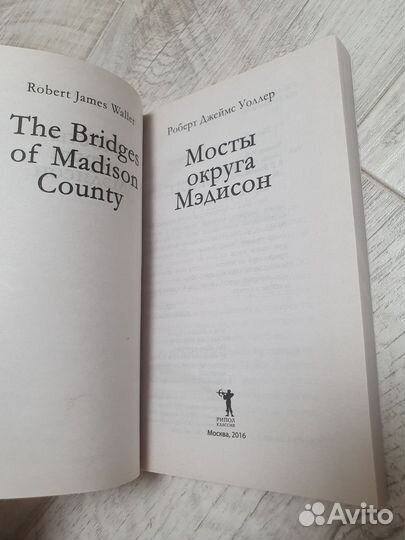 Robert James Waller
The Bridges
of Madison
County
Роберт Джеймс Уоллер
Мосты
округа
Мэдисон
РИПОЛ
КЛАССИК
Москва, 2016
Avito